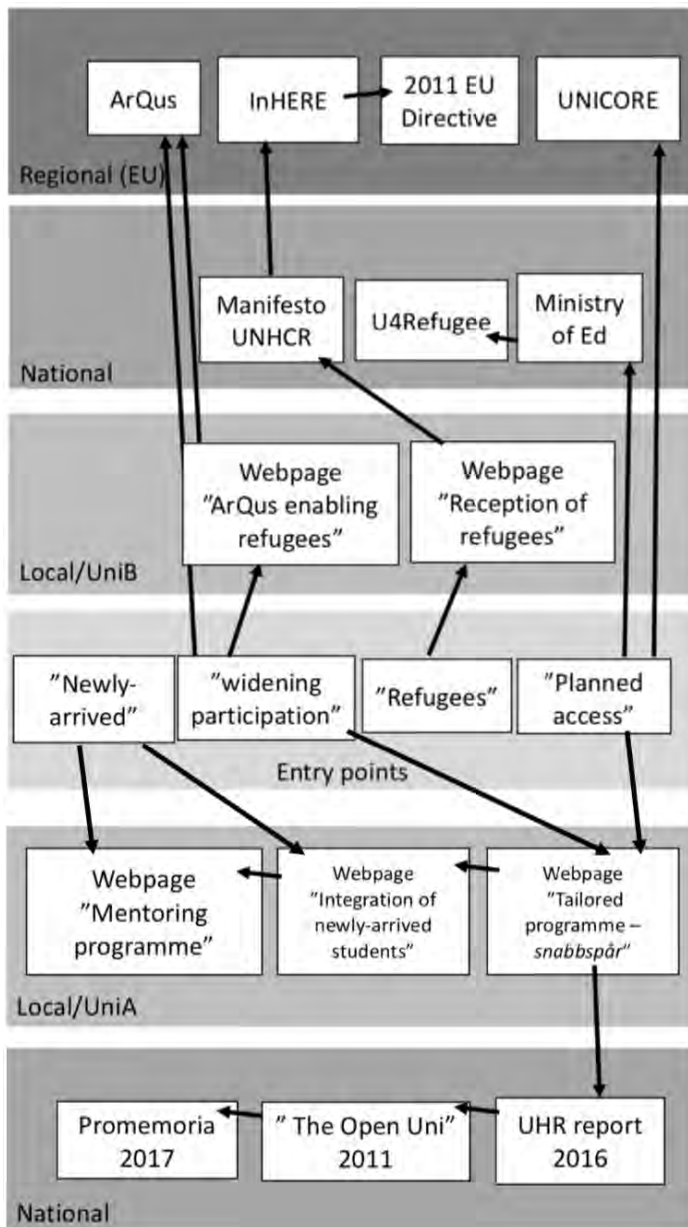 ArQus
InHERE
2011 EU
Directive
UNICORE
Regional (EU)
Manifesto
UNHCR
U4Refugee
Ministry
of Ed
National
Webpage
”ArQus enabling
refugees”
Webpage
”Reception of
refugees”
Local/UniB
”Newly-
arrived”
”widening
participation”
”Refugees”
”Planned
access”
Entry points
Webpage
”Mentoring
programme”
Webpage
”Integration of
newly-arrived
students”
Webpage
”Tailored
programme –
snabbspår”
Local/UniA
Promemoria
2017
” The Open Uni”
2011
UHR report
2016
National